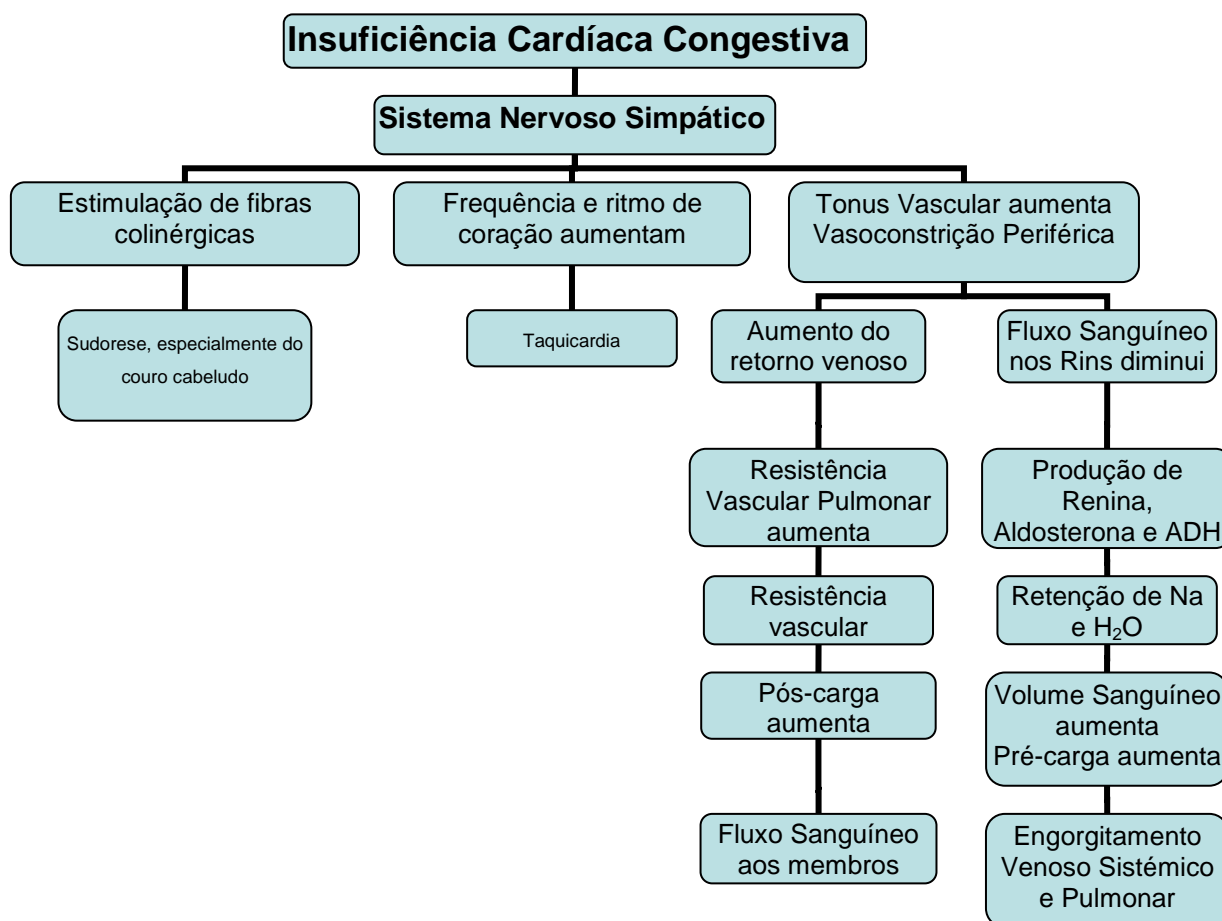 Insuficiência Cardíaca Congestiva
Sistema Nervoso Simpático
Estimulação de fibras
colinérgicas
Frequência e ritmo de
coração aumentam
Tonus Vascular aumenta
Vasoconstrição Periférica
Sudorese, especialmente do
couro cabeludo
Taquicardia
Aumento do
retorno venoso
Fluxo Sanguíneo
nos Rins diminui
Resistência
Vascular Pulmonar
aumenta
Produção de
Renina,
Aldosterona e ADH
Resistência
vascular
Retenção de Na
e H₂O
Pós-carga
aumenta
Volume Sanguíneo
aumenta
Pré-carga aumenta
Fluxo Sanguíneo
aos membros
Engorgitamento
Venoso Sistémico
e Pulmonar